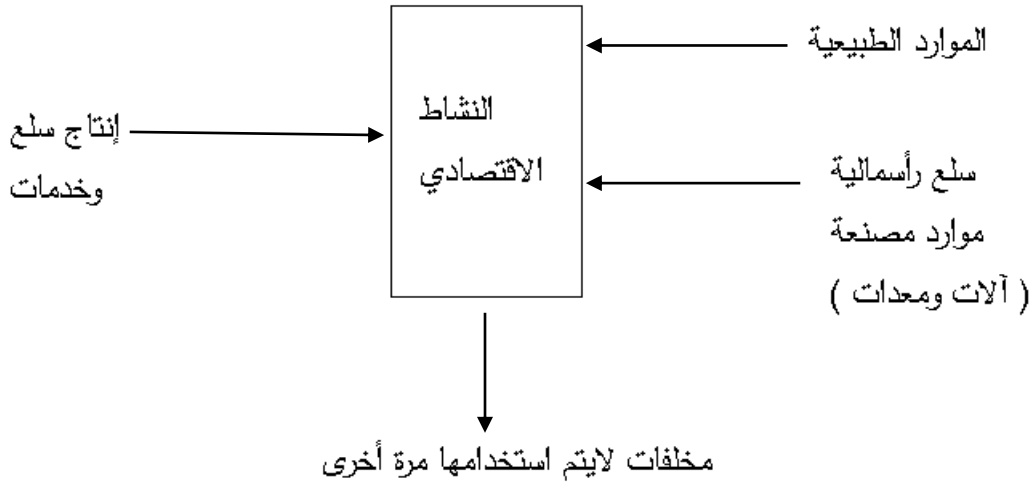 الموارد الطبيعية
النشاط
الاقتصادي
إنتاج سلع
وخدمات
سلع رأسمالية
موارد مصنعة
( آلات ومعدات )
مخلفات لايتم استخدامها مرة أخرى